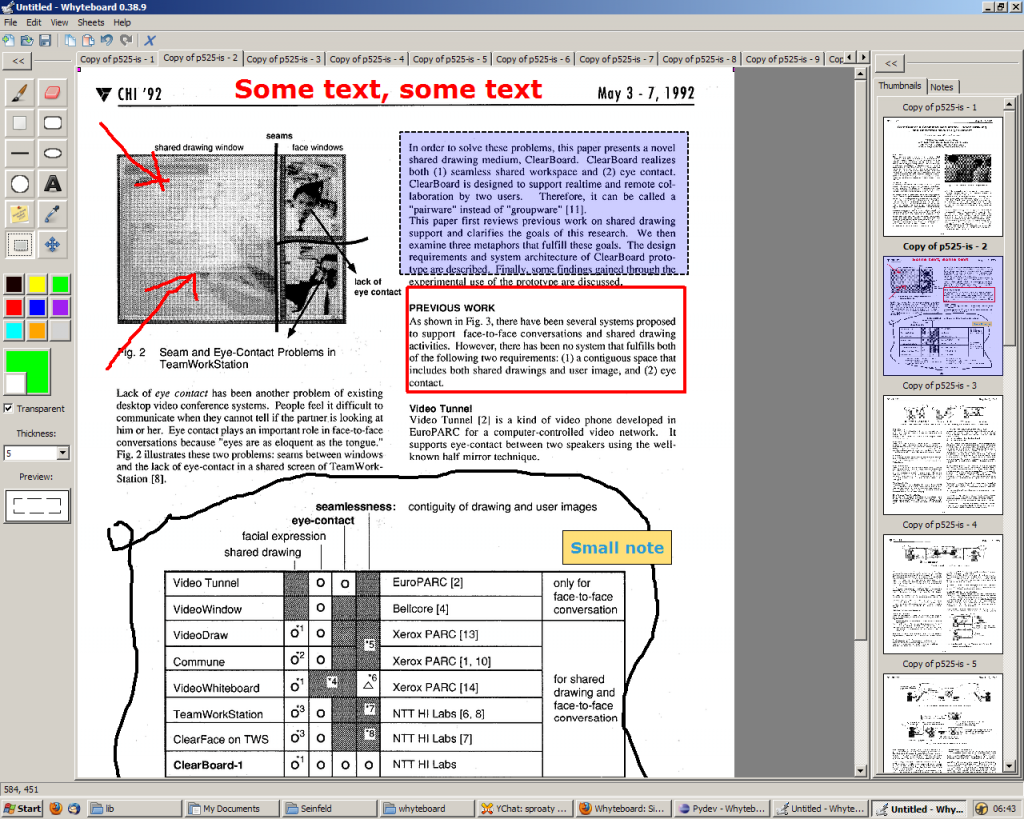 Untitled - Whyteboard 0.38.9
File Edit View Sheets Help
<<
Copy of p525-is - 1
Copy of p525-is - 2
Copy of p525-is - 3
Copy of p525-is - 4
Copy of p525-is - 5
Copy of p525-is - 6
Copy of p525-is - 7
Copy of p525-is - 8
Copy of p525-is - 9
Cop
A
Transparent
Thickness:
5
Preview:
CHI '92
Some text, some text
May 3 - 7, 1992
seams
shared drawing window
face windows
lack of
eye contact
Fig. 2 Seam and Eye-Contact Problems in
TeamWorkStation
Lack of eye contact has been another problem of existing
desktop video conference systems. People feel it difficult to
communicate when they cannot tell if the partner is looking at
him or her. Eye contact plays an important role in face-to-face
conversations because "eyes are as eloquent as the tongue."
Fig. 2 illustrates these two problems: seams between windows
and the lack of eye-contact in a shared screen of TeamWork-
Station [8].
In order to solve these problems, this paper presents a novel
shared drawing medium, ClearBoard. ClearBoard realizes
both (1) seamless shared workspace and (2) eye contact.
ClearBoard is designed to support realtime and remote col-
laboration by two users. Therefore, it can be called a
"pairware" instead of "groupware" [11].
This paper first reviews previous work on shared drawing
support and clarifies the goals of this research. We then
examine three metaphors that fulfill these goals. The design
requirements and system architecture of ClearBoard proto-
type are described. Finally, some findings gained through the
experimental use of the prototype are discussed.
PREVIOUS WORK
As shown in Fig. 3, there have been several systems proposed
to support face-to-face conversations and shared drawing
activities. However, there has been no system that fulfills both
of the following two requirements: (1) a contiguous space that
includes both shared drawings and user image, and (2) eye
contact.
Video Tunnel
Video Tunnel [2] is a kind of video phone developed in
EuroPARC for a computer-controlled video network. It
supports eye-contact between two speakers using the well-
known half mirror technique.
seamlessness: contiguity of drawing and user images
eye-contact
facial expression
shared drawing
Small note
Video Tunnel O O EuroPARC [2] only for
face-to-face
conversation
VideoWindow O Bellcore [4]
VideoDraw O*1 O Xerox PARC [13]
*5
Commune O*2 O Xerox PARC [1, 10]
VideoWhiteboard O*1 *4 △*6 Xerox PARC [14] for shared
drawing and
face-to-face
conversation
TeamWorkStation O*3 O *7 NTT HI Labs [6, 8]
ClearFace on TWS O*3 O *8 NTT HI Labs [7]
ClearBoard-1 O*1 O O O NTT HI Labs
<<
Thumbnails
Notes
Copy of p525-is - 1
Copy of p525-is - 2
Some text, some text
Copy of p525-is - 3
Copy of p525-is - 4
Copy of p525-is - 5
584, 451
Start
lib
My Documents
Seinfeld
whyteboard
YChat: sproaty ...
Whyteboard: Si...
Pydev - Whyteb...
Untitled - Whyte...
Untitled - Why...
06:43